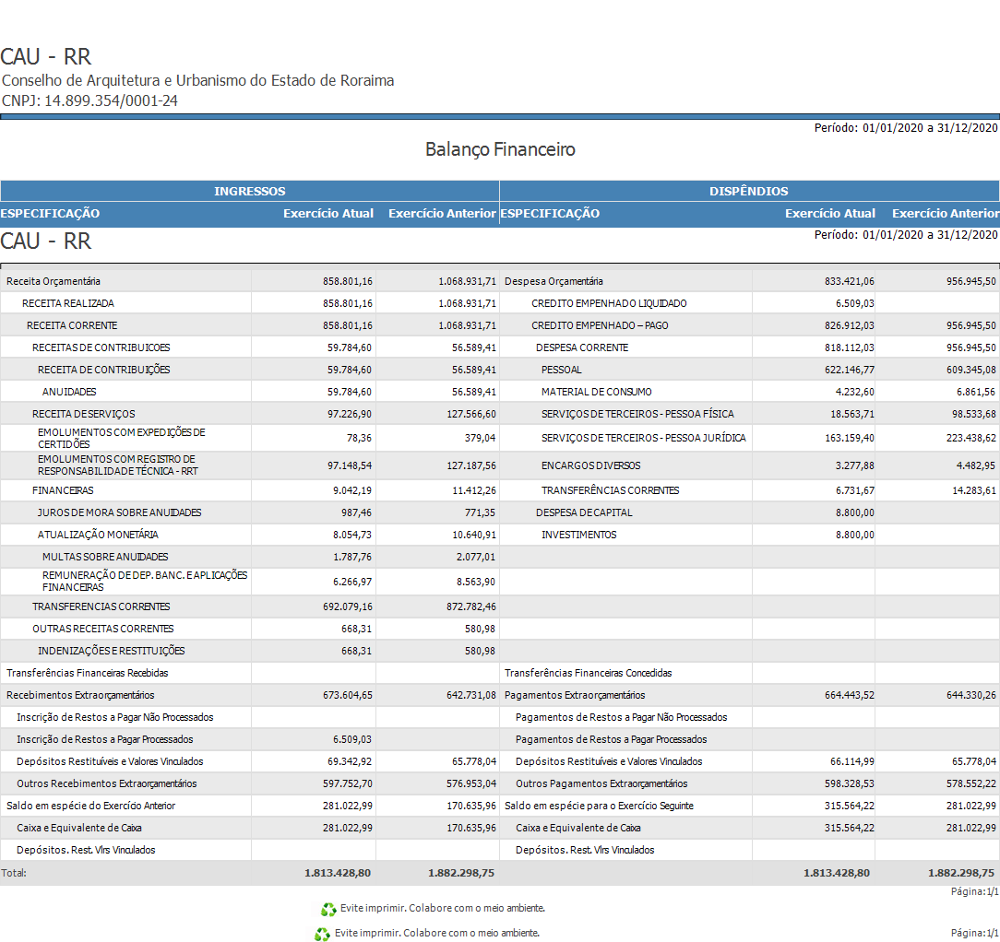 CAU - RR
Conselho de Arquitetura e Urbanismo do Estado de Roraima
CNPJ: 14.899.354/0001-24
Período: 01/01/2020 a 31/12/2020
Balanço Financeiro
INGRESSOS DISPÊNDIOS
ESPECIFICAÇÃO Exercício Atual Exercício Anterior ESPECIFICAÇÃO Exercício Atual Exercício Anterior
CAU - RR Período: 01/01/2020 a 31/12/2020
Receita Orçamentária 858.801,16 1.068.931,71 Despesa Orçamentária 833.421,06 956.945,50
RECEITA REALIZADA 858.801,16 1.068.931,71 CREDITO EMPENHADO LIQUIDADO 6.509,03
RECEITA CORRENTE 858.801,16 1.068.931,71 CREDITO EMPENHADO – PAGO 826.912,03 956.945,50
RECEITAS DE CONTRIBUICOES 59.784,60 56.589,41 DESPESA CORRENTE 818.112,03 956.945,50
RECEITA DE CONTRIBUIÇÕES 59.784,60 56.589,41 PESSOAL 622.146,77 609.345,08
ANUIDADES 59.784,60 56.589,41 MATERIAL DE CONSUMO 4.232,60 6.861,56
RECEITA DE SERVIÇOS 97.226,90 127.566,60 SERVIÇOS DE TERCEIROS - PESSOA FÍSICA 18.563,71 98.533,68
EMOLUMENTOS COM EXPEDIÇÕES DE
CERTIDÕES 78,36 379,04 SERVIÇOS DE TERCEIROS - PESSOA JURÍDICA 163.159,40 223.438,62
EMOLUMENTOS COM REGISTRO DE
RESPONSABILIDADE TÉCNICA - RRT 97.148,54 127.187,56 ENCARGOS DIVERSOS 3.277,88 4.482,95
FINANCEIRAS 9.042,19 11.412,26 TRANSFERÊNCIAS CORRENTES 6.731,67 14.283,61
JUROS DE MORA SOBRE ANUIDADES 987,46 771,35 DESPESA DE CAPITAL 8.800,00
ATUALIZAÇÃO MONETÁRIA 8.054,73 10.640,91 INVESTIMENTOS 8.800,00
MULTAS SOBRE ANUIDADES 1.787,76 2.077,01
REMUNERAÇÃO DE DEP. BANC. E APLICAÇÕES
FINANCEIRAS 6.266,97 8.563,90
TRANSFERENCIAS CORRENTES 692.079,16 872.782,46
OUTRAS RECEITAS CORRENTES 668,31 580,98
INDENIZAÇÕES E RESTITUIÇÕES 668,31 580,98
Transferências Financeiras Recebidas Transferências Financeiras Concedidas
Recebimentos Extraorçamentários 673.604,65 642.731,08 Pagamentos Extraorçamentários 664.443,52 644.330,26
Inscrição de Restos a Pagar Não Processados Pagamentos de Restos a Pagar Não Processados
Inscrição de Restos a Pagar Processados 6.509,03 Pagamentos de Restos a Pagar Processados
Depósitos Restituíveis e Valores Vinculados 69.342,92 65.778,04 Depósitos Restituíveis e Valores Vinculados 66.114,99 65.778,04
Outros Recebimentos Extraorçamentários 597.752,70 576.953,04 Outros Pagamentos Extraorçamentários 598.328,53 578.552,22
Saldo em espécie do Exercício Anterior 281.022,99 170.635,96 Saldo em espécie para o Exercício Seguinte 315.564,22 281.022,99
Caixa e Equivalente de Caixa 281.022,99 170.635,96 Caixa e Equivalente de Caixa 315.564,22 281.022,99
Depósitos. Rest. Vlrs Vinculados Depósitos. Rest. Vlrs Vinculados
Total: 1.813.428,80 1.882.298,75 1.813.428,80 1.882.298,75
Página:1/1
Evite imprimir. Colabore com o meio ambiente.
Evite imprimir. Colabore com o meio ambiente. Página:1/1